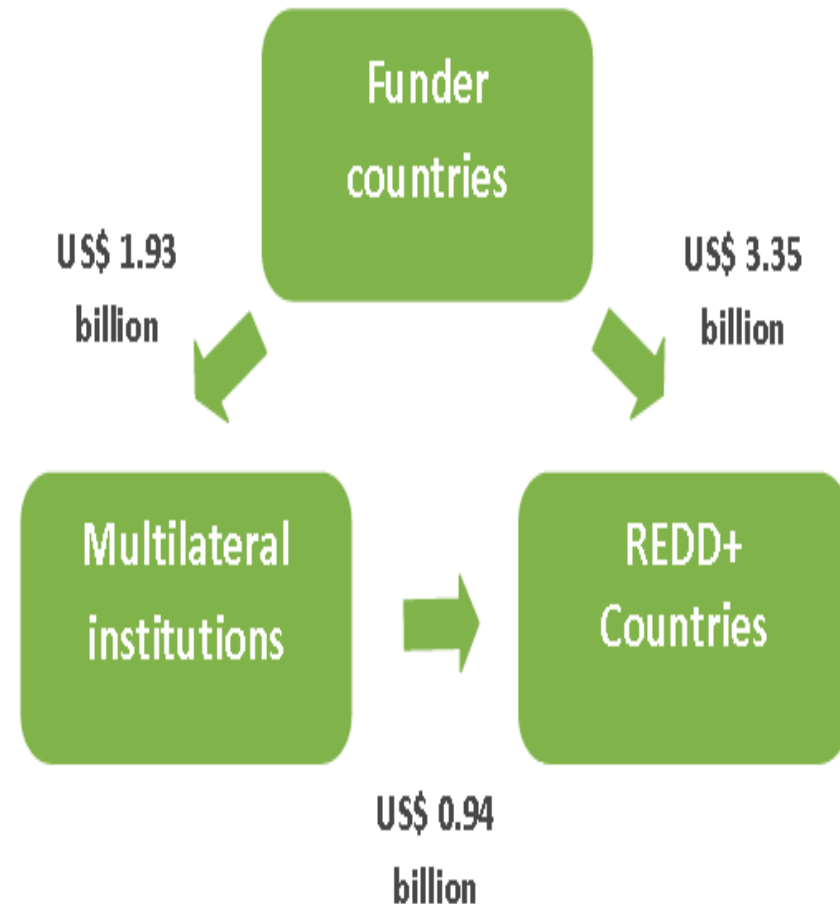 Funder
countries
US$ 1.93
billion
US$ 3.35
billion
Multilateral
institutions
REDD+
Countries
US$ 0.94
billion